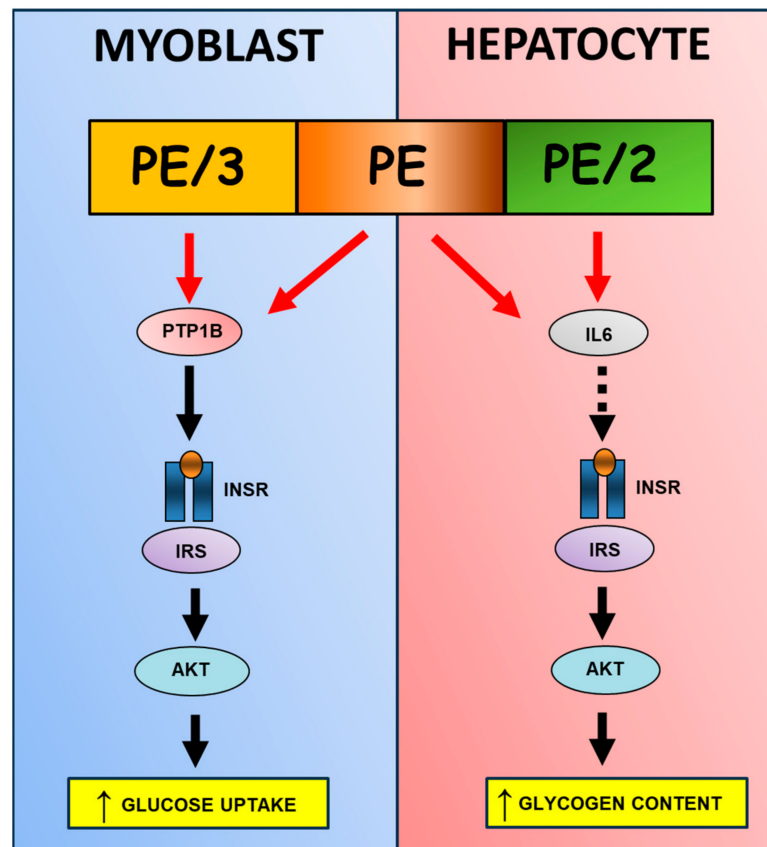 MYOBLAST
HEPATOCYTE
PE/3
PE
PE/2
PTP1B
IL6
INSR
INSR
IRS
IRS
AKT
AKT
↑ GLUCOSE UPTAKE
↑ GLYCOGEN CONTENT